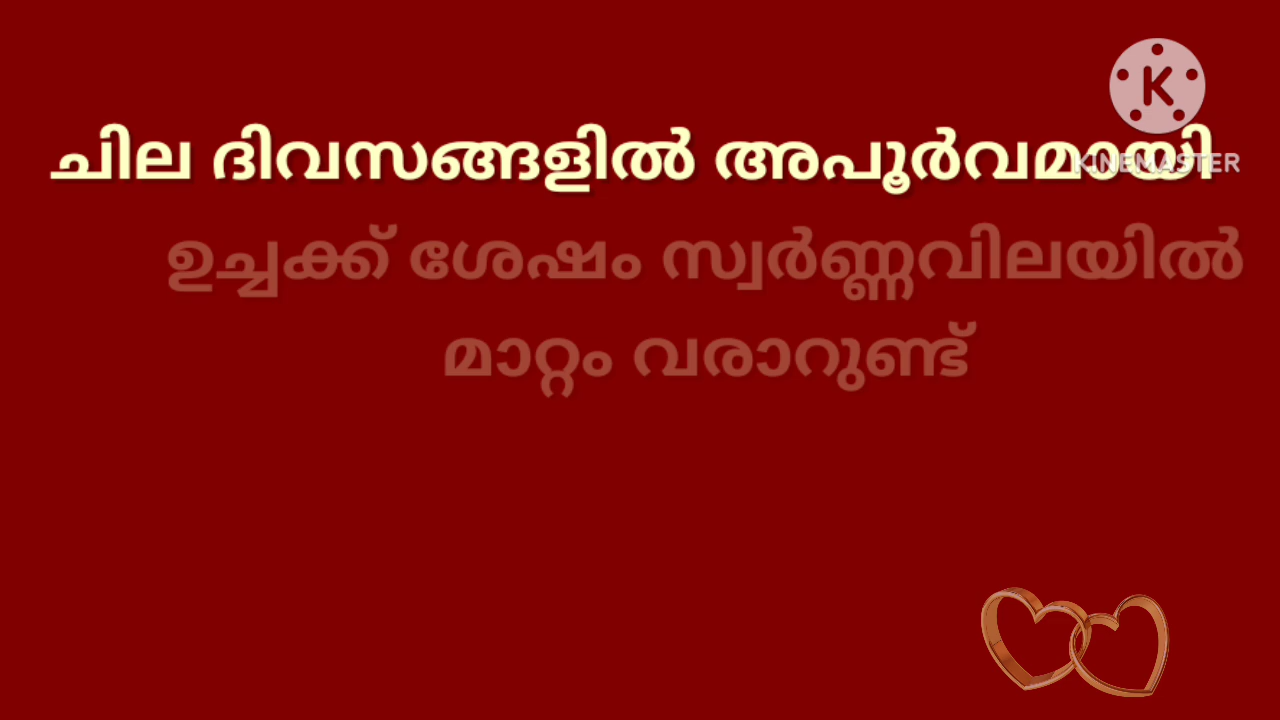 ചില ദിവസങ്ങളിൽ അപൂർവമായി
ഉച്ചക്ക് ശേഷം സ്വർണ്ണവിലയിൽ
മാറ്റം വരാറുണ്ട്
K
KINEMASTER